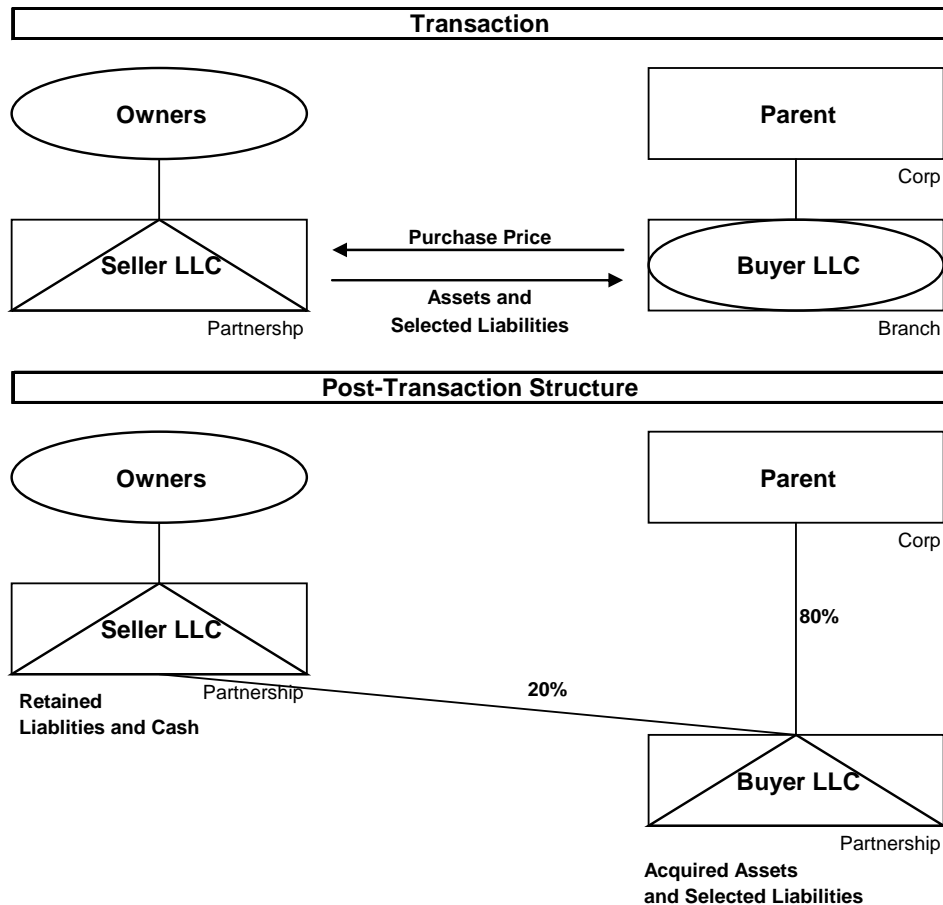 Transaction
Owners
Parent
Corp
Purchase Price
Seller LLC
Buyer LLC
Assets and
Selected Liabilities
Partnershp
Branch
Post-Transaction Structure
Owners
Parent
Corp
Seller LLC
80%
Partnership
20%
Retained
Liablities and Cash
Buyer LLC
Partnership
Acquired Assets
and Selected Liabilities